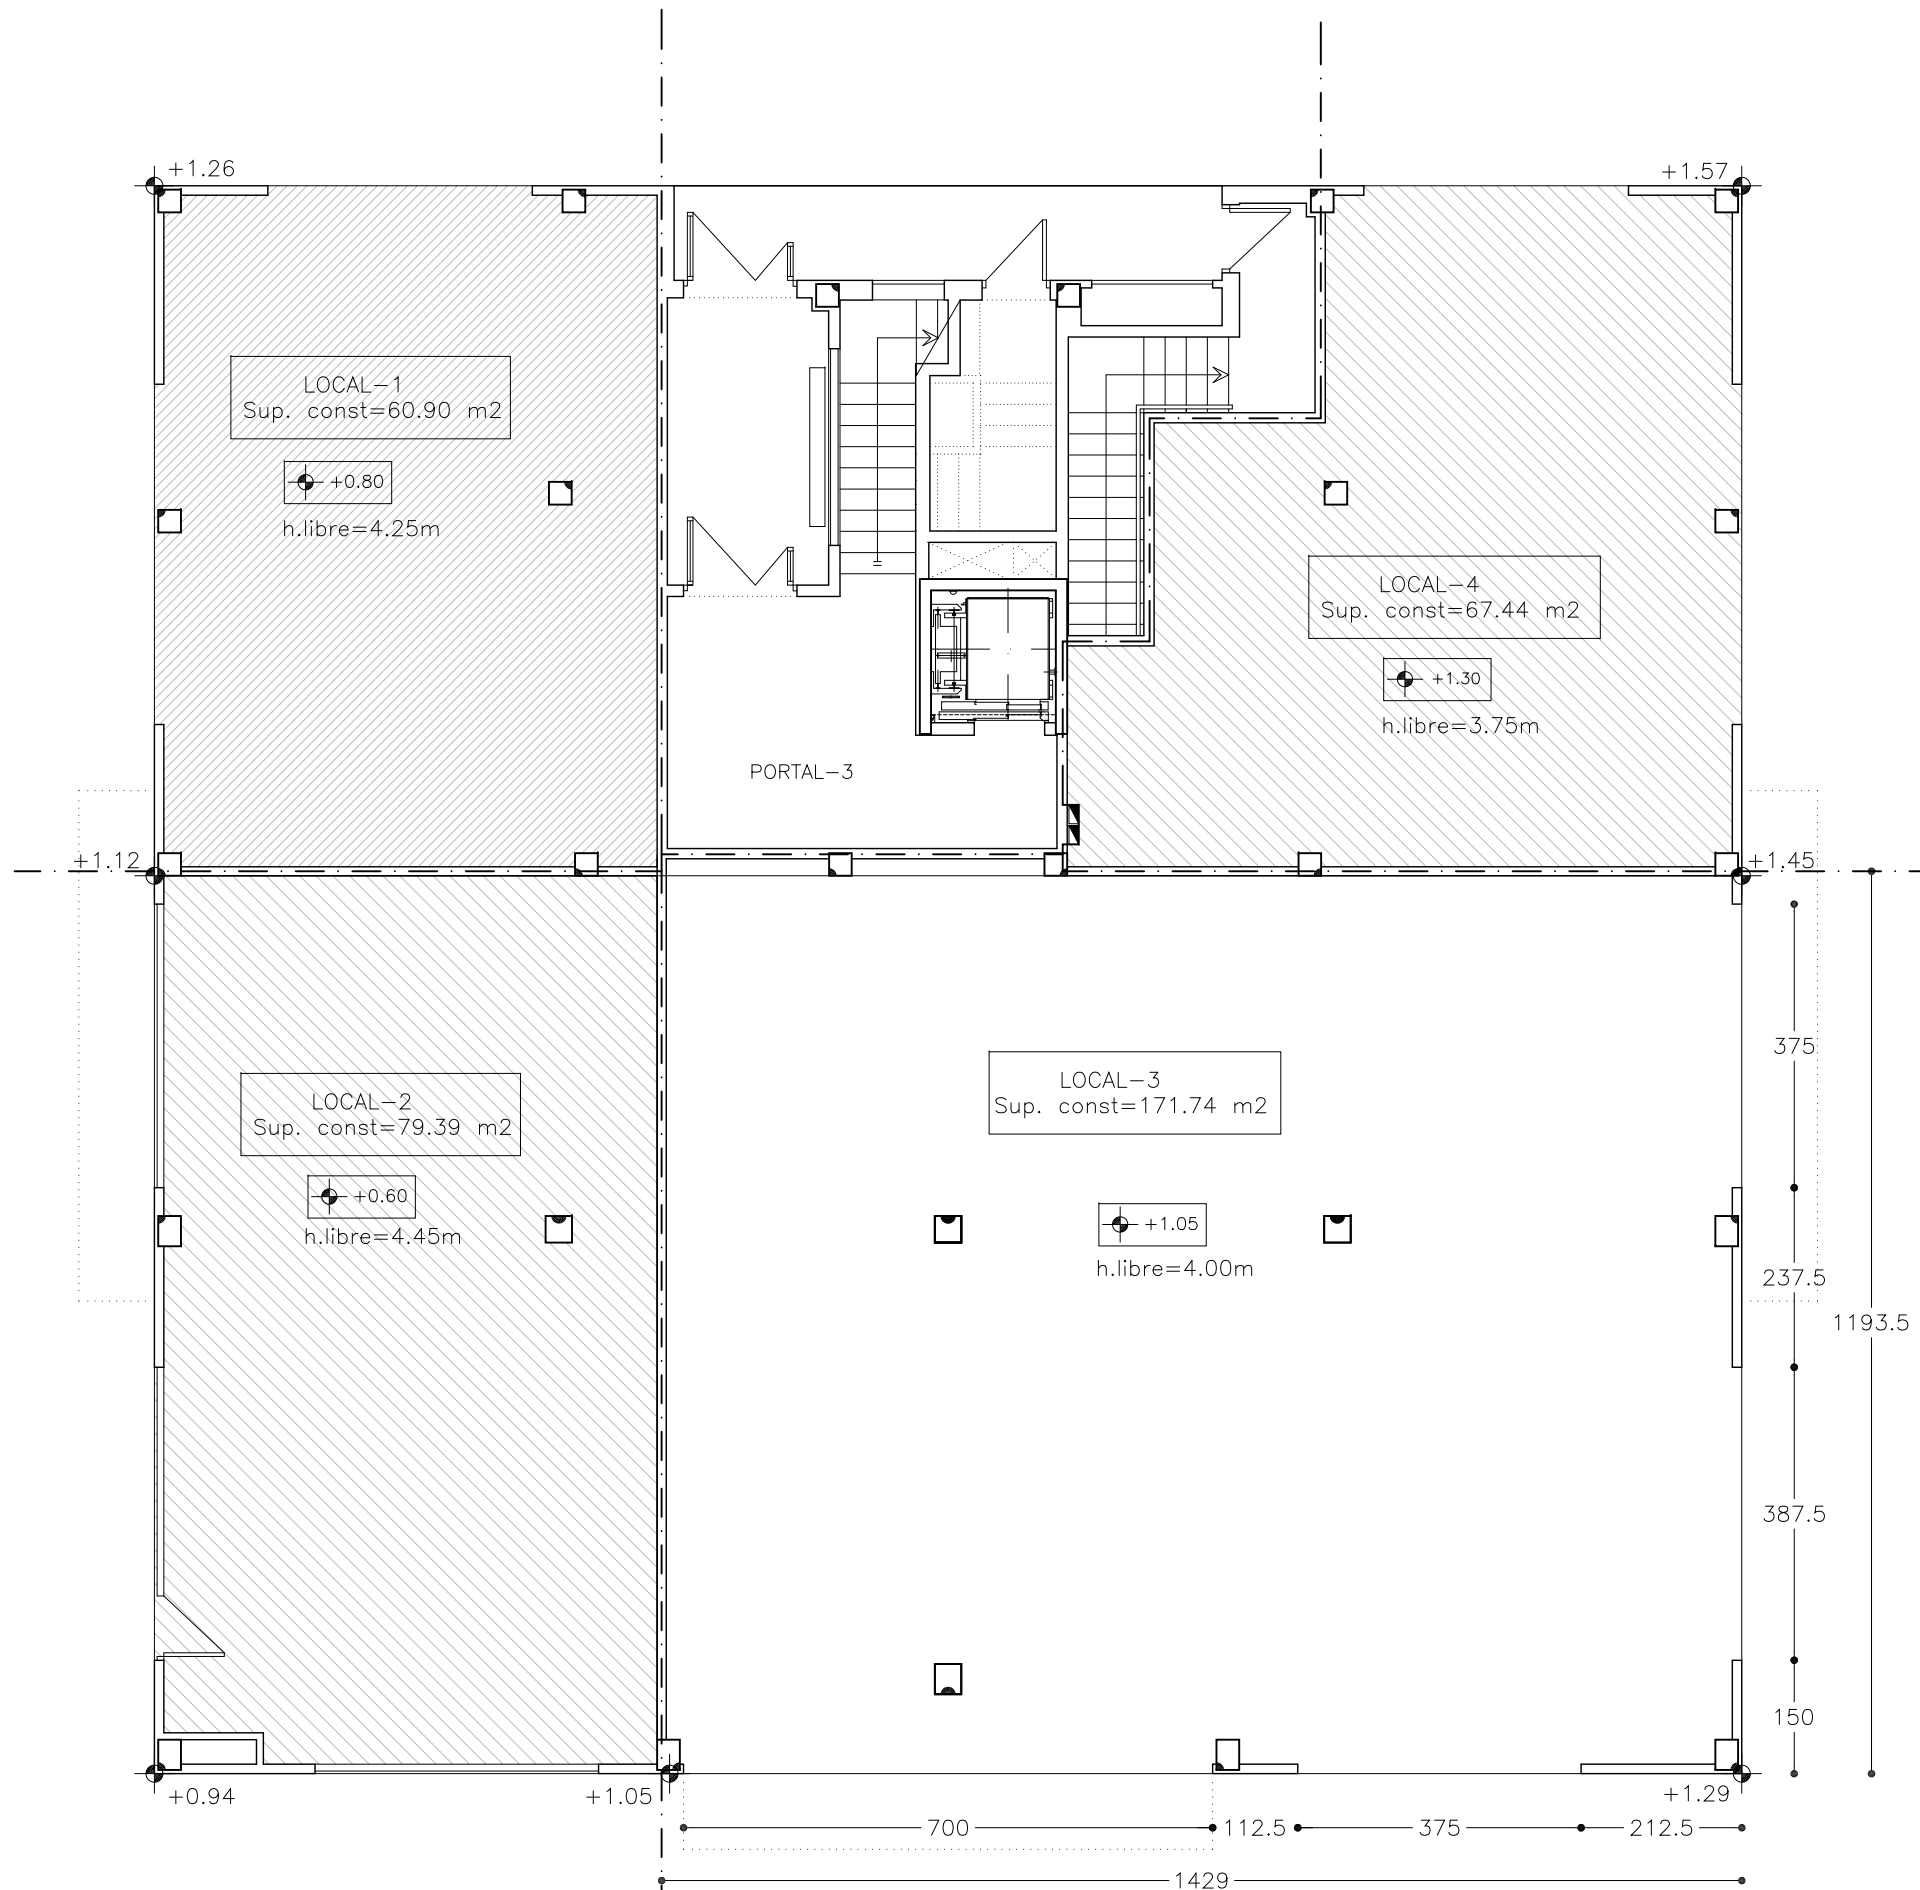 +1.26
+1.57
LOCAL-1
Sup. const=60.90 m2
+0.80
h.libre=4.25m
LOCAL-4
Sup. const=67.44 m2
+1.30
h.libre=3.75m
PORTAL-3
+1.12
+1.45
375
LOCAL-3
Sup. const=171.74 m2
LOCAL-2
Sup. const=79.39 m2
+0.60
h.libre=4.45m
+1.05
h.libre=4.00m
237.5
1193.5
387.5
150
+0.94
+1.05
+1.29
700
112.5
375
212.5
1429